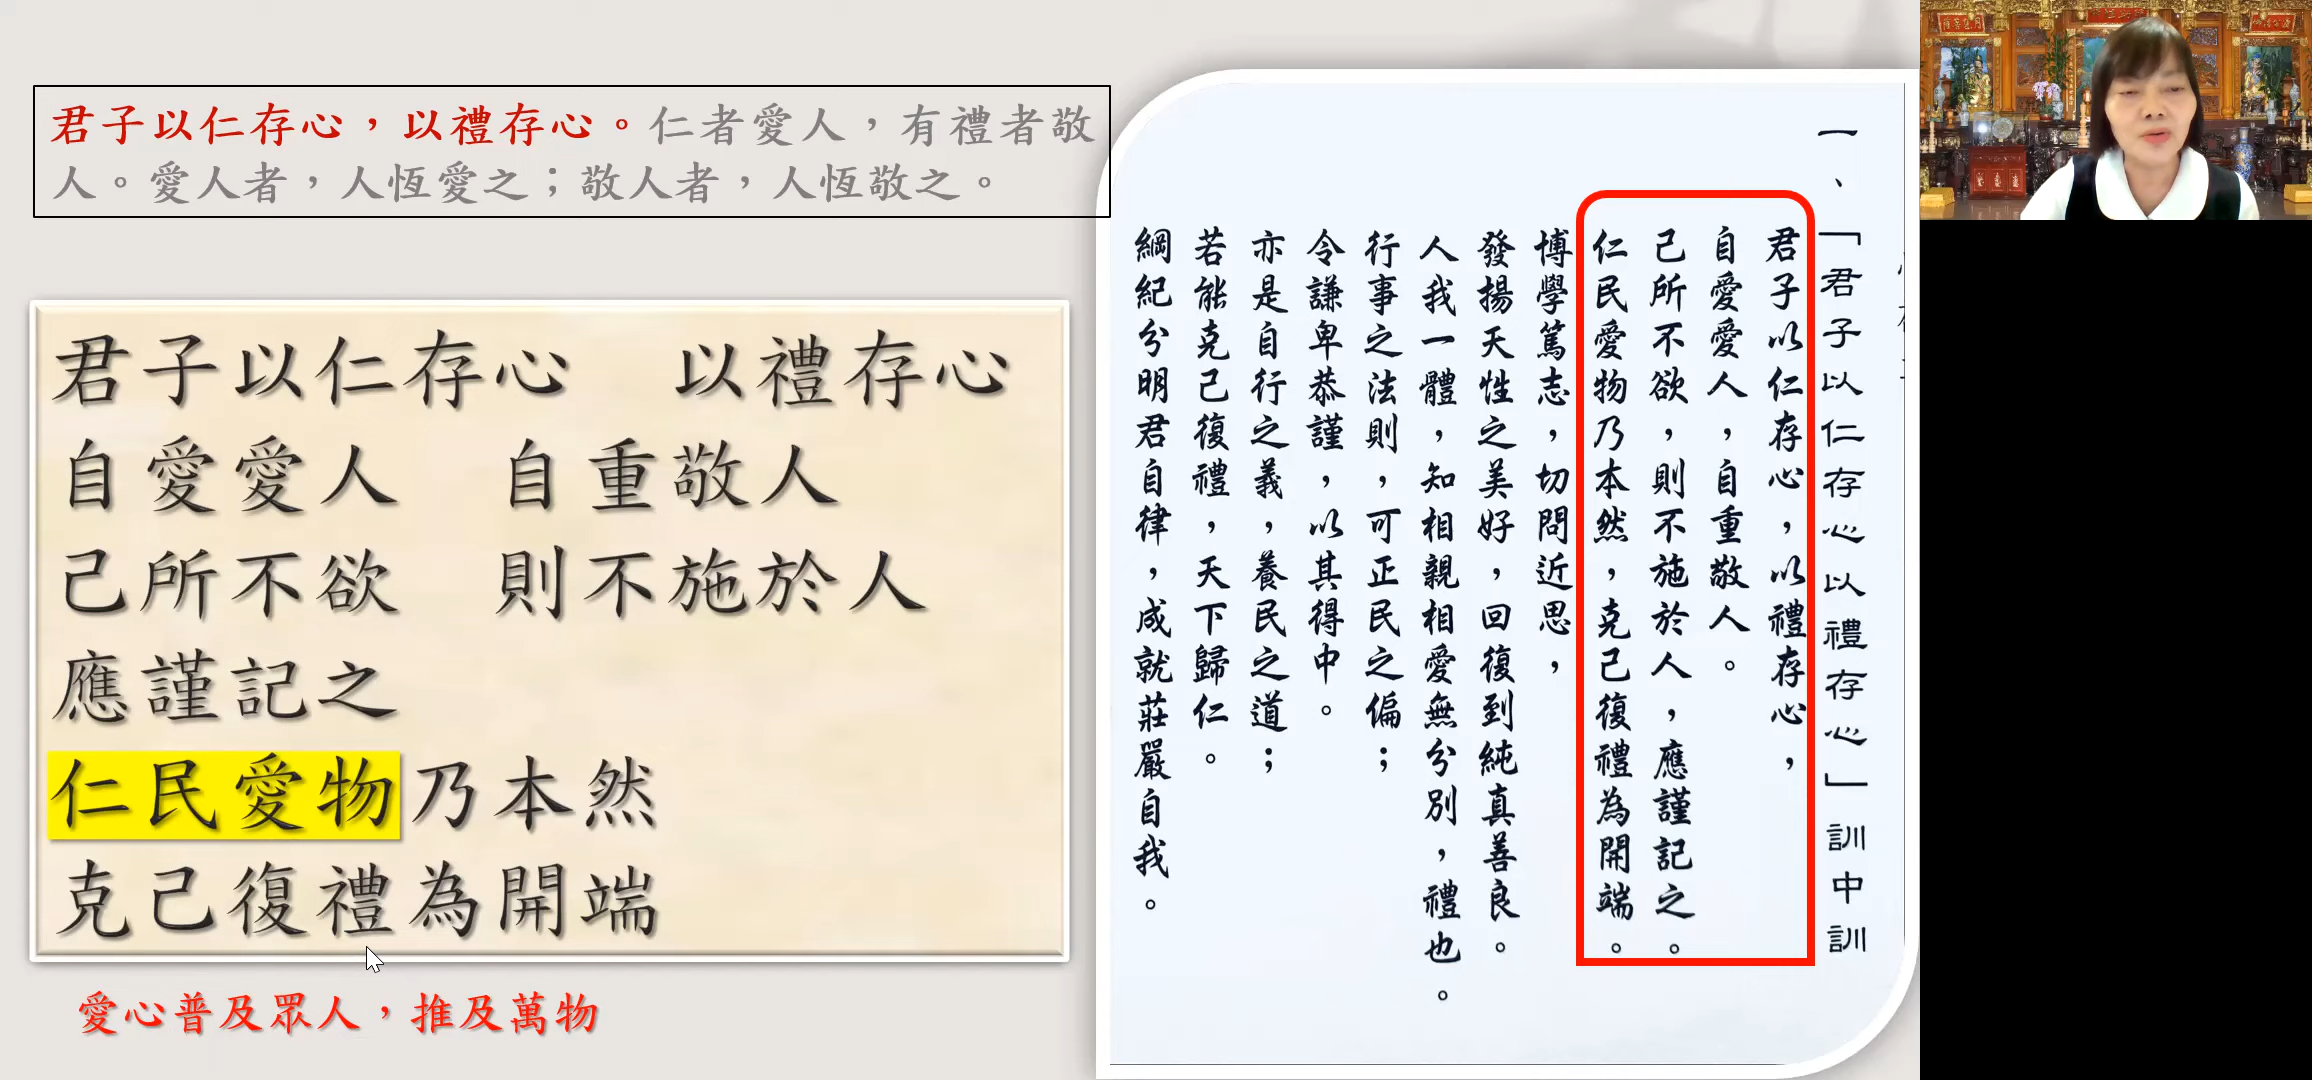 君子以仁存心，以禮存心。仁者愛人，有禮者敬
人。愛人者，人恆愛之；敬人者，人恆敬之。
君子以仁存心　以禮存心
自愛愛人　自重敬人
己所不欲　則不施於人
應謹記之
仁民愛物乃本然
克己復禮為開端
愛心普及眾人，推及萬物
一、「君子以仁存心以禮存心」訓中訓
君子以仁存心，以禮存心，
自愛愛人，自重敬人。
己所不欲，則不施於人，應謹記之。
仁民愛物乃本然，克己復禮為開端。
博學篤志，切問近思，
發揚天性之美好，回復到純真善良。
人我一體，知相親相愛無分別，禮也。
行事之法則，可正民之偏；
令謙卑恭謹，以其得中。
亦是自行之義，養民之道；
若能克己復禮，天下歸仁。
綱紀分明君自律，成就莊嚴自我。